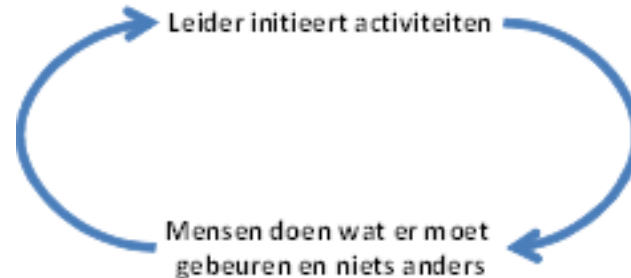 Leider initieert activiteiten
Mensen doen wat er moet
gebeuren en niets anders